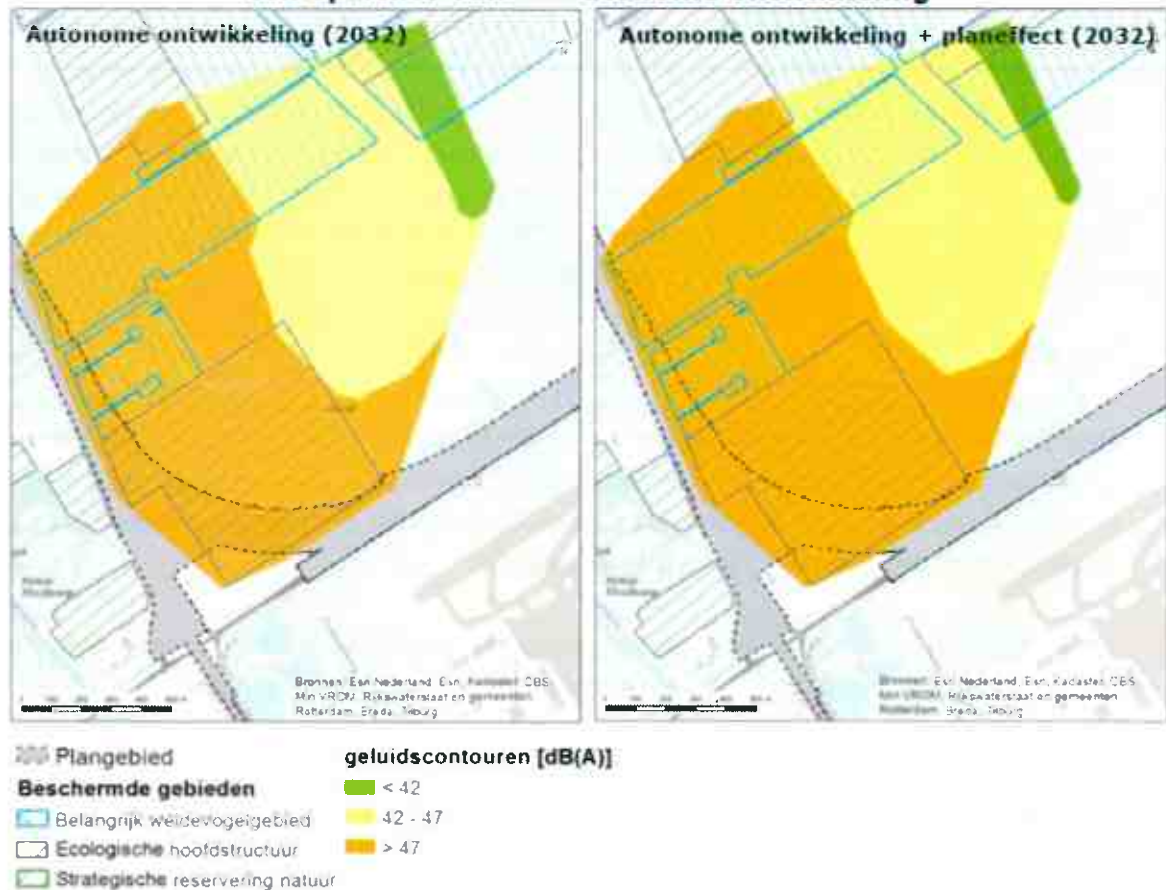 Autonome ontwikkeling (2032)
Autonome ontwikkeling + planeffect (2032)
Bronnen: Esri Nederland, Esri, Kadaster, CBS
Min VROM, Rijkswaterstaat en gemeenten
Rotterdam, Breda, Tilburg
Bronnen: Esri Nederland, Esri, Kadaster, CBS
Min VROM, Rijkswaterstaat en gemeenten
Rotterdam, Breda, Tilburg
Plangebied
Beschermde gebieden
Belangrijk weidevogelgebied
Ecologische hoofdstructuur
Strategische reservering natuur
geluidscontouren [dB(A)]
< 42
42 - 47
> 47